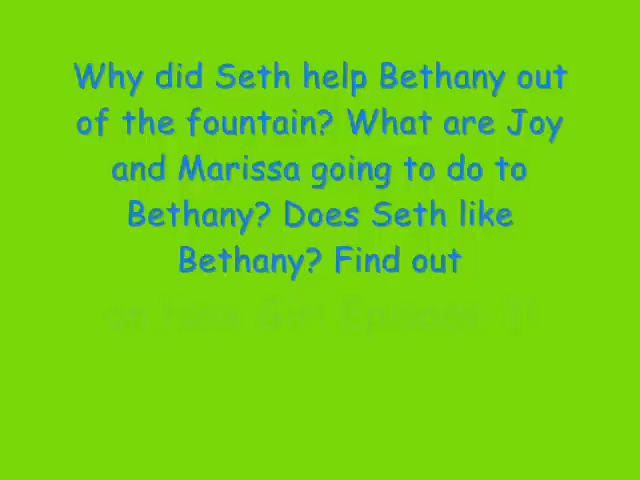 Why did Seth help Bethany out
of the fountain? What are Joy
and Marissa going to do to
Bethany? Does Seth like
Bethany? Find out
on